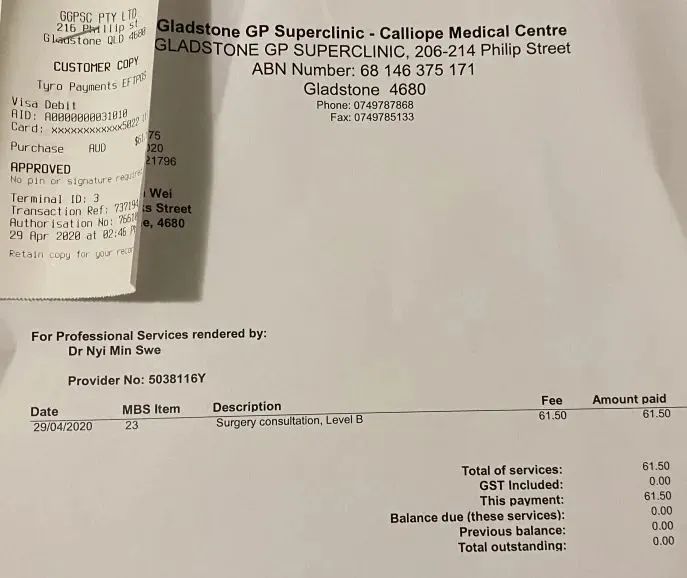 GGPSC PTY LTD
216 Phillip st
Gladstone QLD 4680
CUSTOMER COPY
Tyro Payments EFTPOS
Visa Debit
AID: A0000000031010
Card: xxxxxxxxxxxx5022
Purchase AUD $61
APPROVED
No pin or signature required
Terminal ID: 3
Transaction Ref: 737194
Authorisation No: 76610
29 Apr 2020 at 02:46 P
Retain copy for your recor
Gladstone GP Superclinic - Calliope Medical Centre
GLADSTONE GP SUPERCLINIC, 206-214 Philip Street
ABN Number: 68 146 375 171
Gladstone 4680
Phone: 0749787868
Fax: 0749785133
75
020
21796
Wei
s Street
e, 4680
For Professional Services rendered by:
Dr Nyi Min Swe
Provider No: 5038116Y
Date MBS Item Description Fee Amount paid
29/04/2020 23 Surgery consultation, Level B 61.50 61.50
Total of services: 61.50
GST Included: 0.00
This payment: 61.50
Balance due (these services): 0.00
Previous balance: 0.00
Total outstanding: 0.00